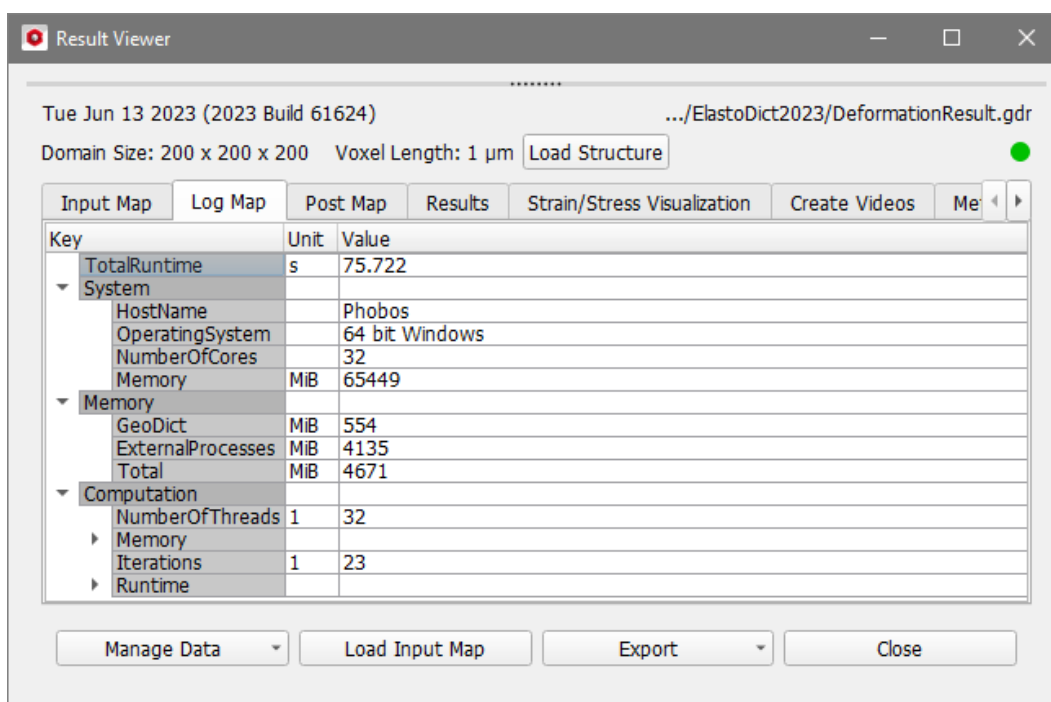 Result Viewer
Tue Jun 13 2023 (2023 Build 61624) .../ElastoDict2023/DeformationResult.gdr
Domain Size: 200 x 200 x 200 Voxel Length: 1 µm Load Structure
Input Map Log Map Post Map Results Strain/Stress Visualization Create Videos Me
Key Unit Value
TotalRuntime s 75.722
System
HostName Phobos
OperatingSystem 64 bit Windows
NumberOfCores 32
Memory MiB 65449
Memory
GeoDict MiB 554
ExternalProcesses MiB 4135
Total MiB 4671
Computation
NumberOfThreads 1 32
Memory
Iterations 1 23
Runtime
Manage Data Load Input Map Export Close